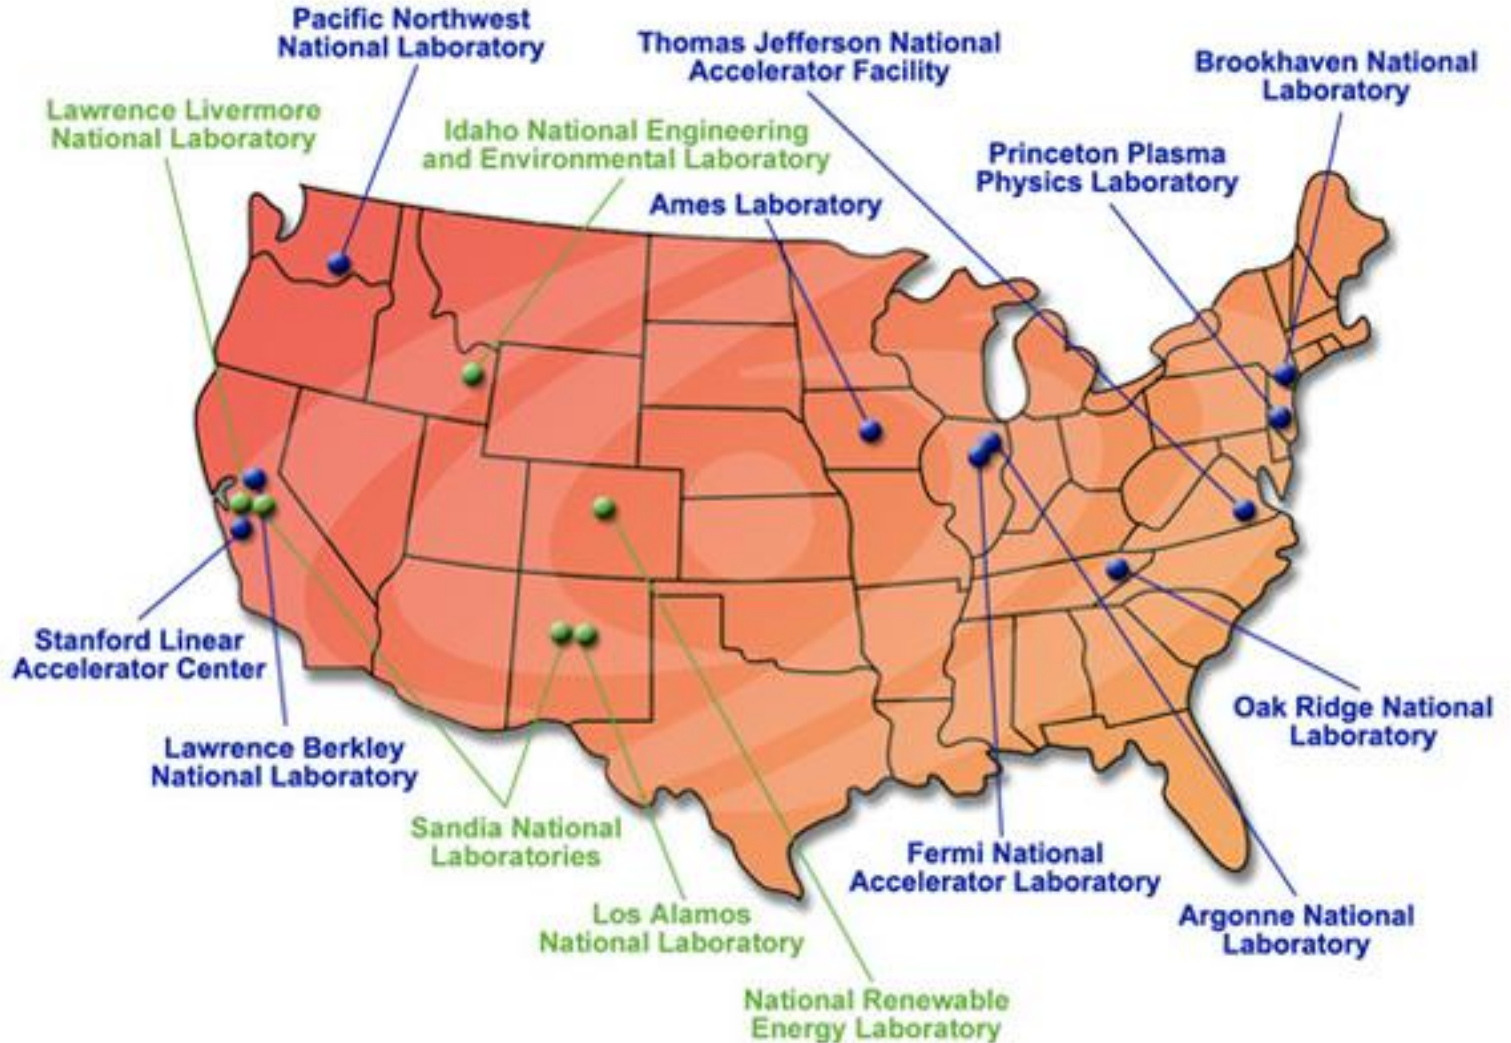 Pacific Northwest
National Laboratory
Thomas Jefferson National
Accelerator Facility
Brookhaven National
Laboratory
Lawrence Livermore
National Laboratory
Idaho National Engineering
and Environmental Laboratory
Princeton Plasma
Physics Laboratory
Ames Laboratory
Stanford Linear
Accelerator Center
Lawrence Berkley
National Laboratory
Oak Ridge National
Laboratory
Sandia National
Laboratories
Fermi National
Accelerator Laboratory
Los Alamos
National Laboratory
Argonne National
Laboratory
National Renewable
Energy Laboratory